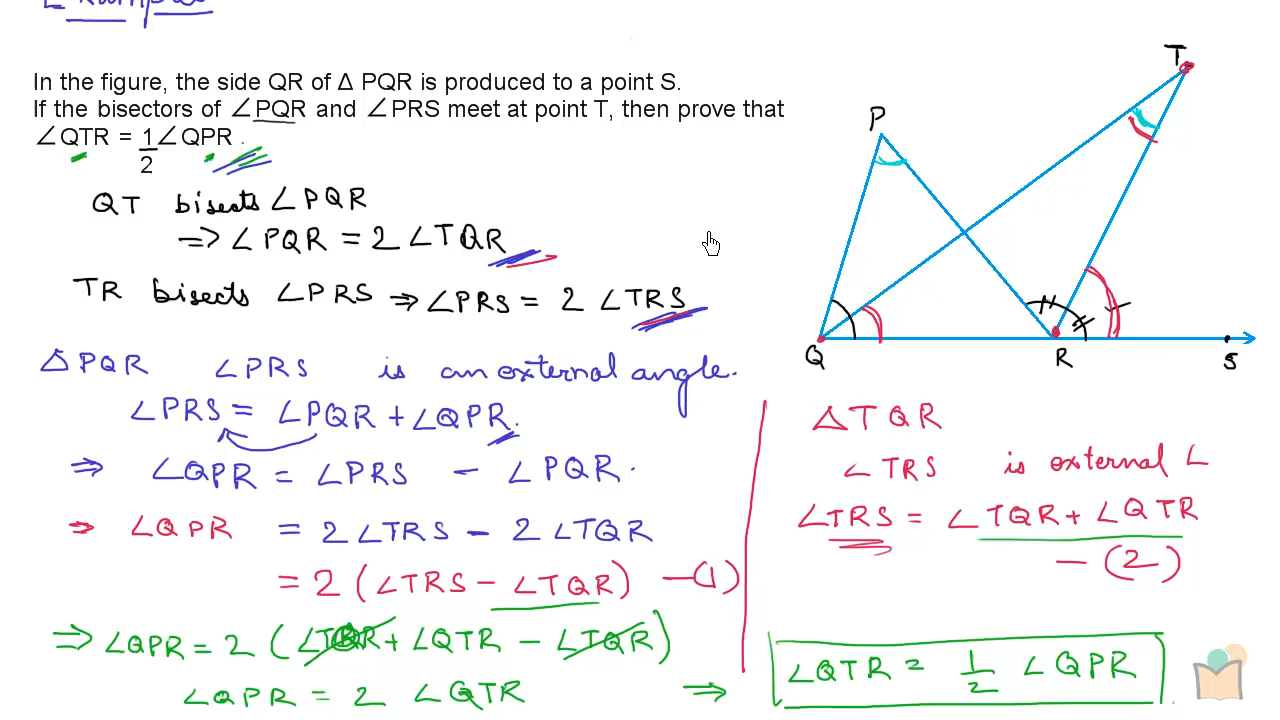 Example
In the figure, the side QR of Δ PQR is produced to a point S.
If the bisectors of ∠PQR and ∠PRS meet at point T, then prove that
∠QTR = 1/2 ∠QPR .
QT bisects ∠PQR
⇒ ∠PQR = 2 ∠TQR
TR bisects ∠PRS ⇒ ∠PRS = 2 ∠TRS
△PQR ∠PRS is an external angle.
∠PRS = ∠PQR + ∠QPR.
⇒ ∠QPR = ∠PRS - ∠PQR.
⇒ ∠QPR = 2∠TRS - 2∠TQR
= 2 (∠TRS - ∠TQR) —(1)
⇒ ∠QPR = 2 (∠TQR + ∠QTR - ∠TQR)
∠QPR = 2 ∠QTR ⇒
T
P
Q
R
S
△TQR
∠TRS is external ∠
∠TRS = ∠TQR + ∠QTR
- (2)
∠QTR = 1/2 ∠QPR